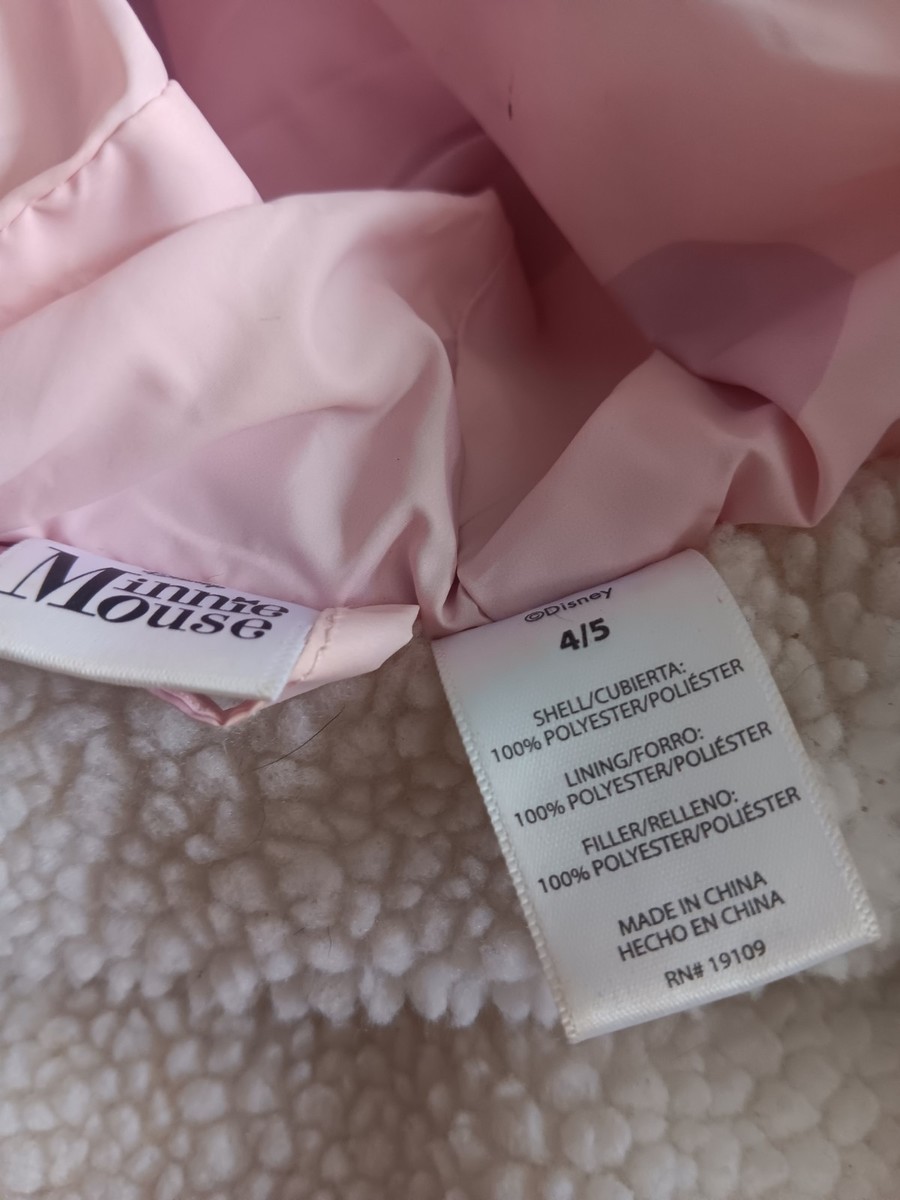 Minnie
Mouse
©Disney
4/5
SHELL/CUBIERTA:
100% POLYESTER/POLIÉSTER
LINING/FORRO:
100% POLYESTER/POLIÉSTER
FILLER/RELLENO:
100% POLYESTER/POLIÉSTER
MADE IN CHINA
HECHO EN CHINA
RN# 19109